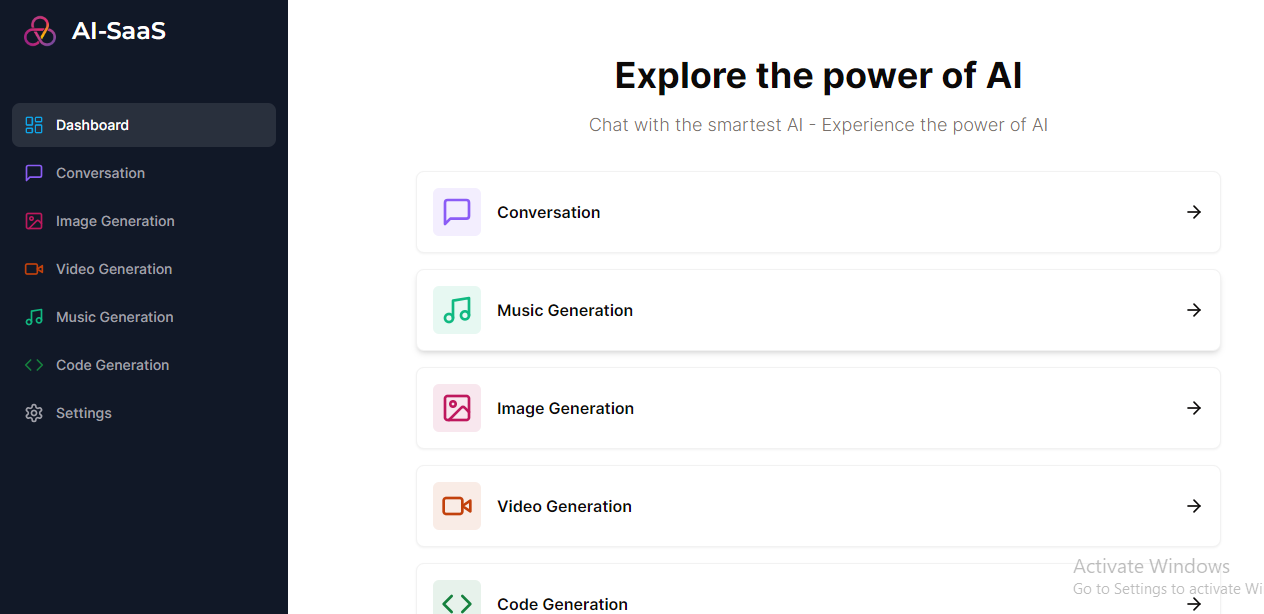 AI-SaaS
Dashboard
Conversation
Image Generation
Video Generation
Music Generation
Code Generation
Settings
Explore the power of AI
Chat with the smartest AI - Experience the power of AI
Conversation
Music Generation
Image Generation
Video Generation
Code Generation
Activate Windows
Go to Settings to activate Wi